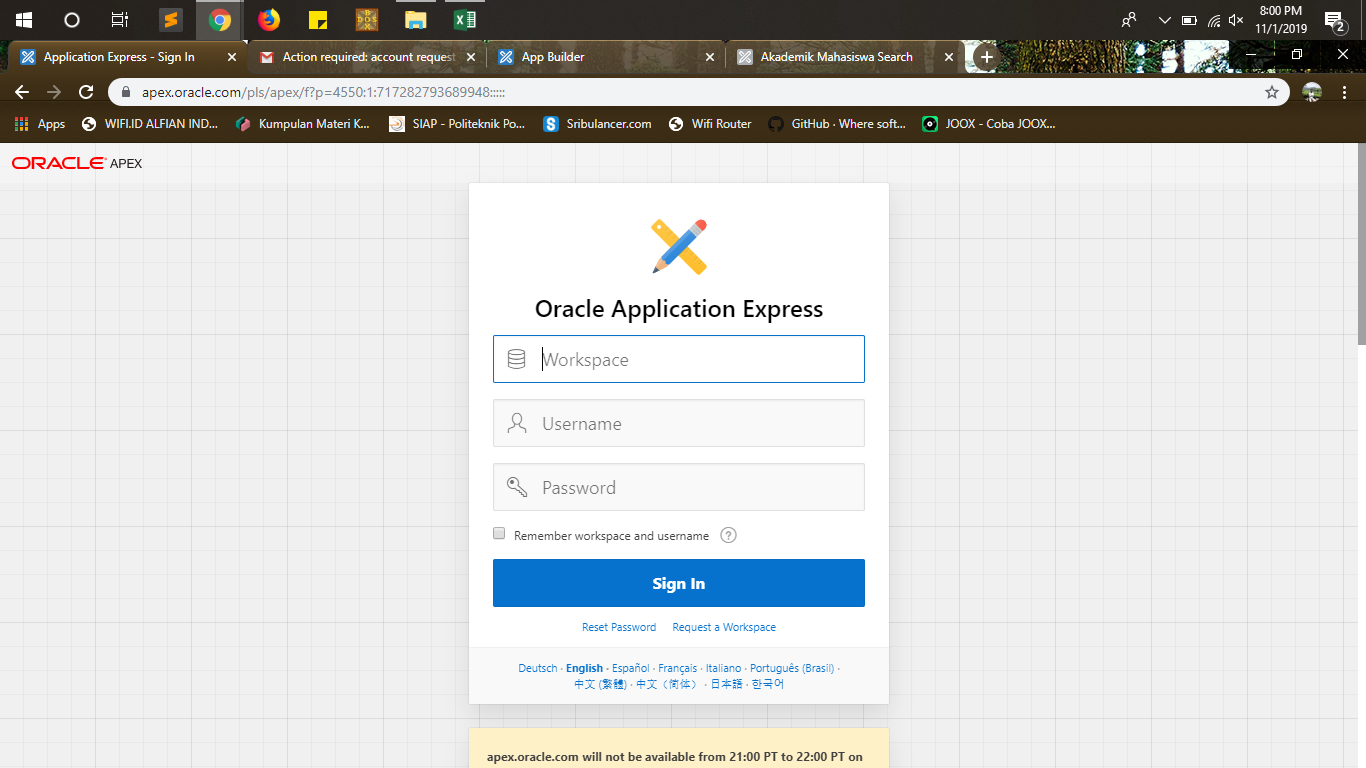 8:00 PM
11/1/2019
2
Application Express - Sign In
Action required: account request
App Builder
Akademik Mahasiswa Search
apex.oracle.com/pls/apex/f?p=4550:1:717282793689948:::::
Apps
WIFI.ID ALFIAN IND...
Kumpulan Materi K...
SIAP - Politeknik Po...
Sribulancer.com
Wifi Router
GitHub · Where soft...
JOOX - Coba JOOX...
ORACLE APEX
Oracle Application Express
Workspace
Username
Password
Remember workspace and username
?
Sign In
Reset Password
Request a Workspace
Deutsch · English · Español · Français · Italiano · Português (Brasil) ·
中文 (繁體) · 中文（简体） · 日本語 · 한국어
apex.oracle.com will not be available from 21:00 PT to 22:00 PT on